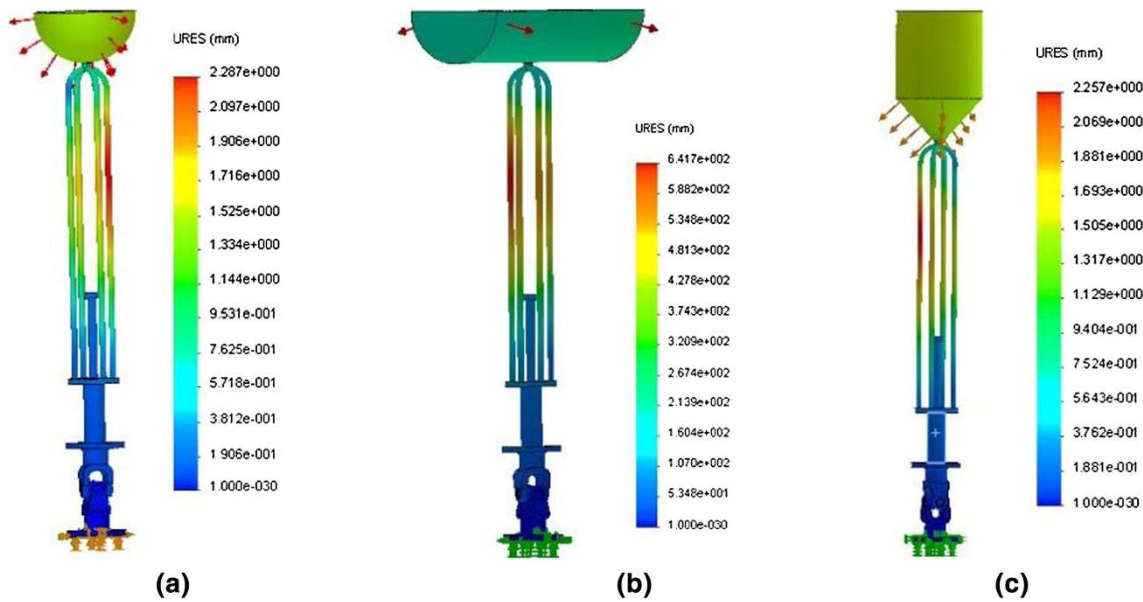 URES (mm)
2.287e+000
2.097e+000
1.906e+000
1.716e+000
1.525e+000
1.334e+000
1.144e+000
9.531e-001
7.625e-001
5.718e-001
3.812e-001
1.906e-001
1.000e-030
(a)
URES (mm)
6.417e+002
5.882e+002
5.348e+002
4.813e+002
4.278e+002
3.743e+002
3.209e+002
2.674e+002
2.139e+002
1.604e+002
1.070e+002
5.348e+001
1.000e-030
(b)
URES (mm)
2.257e+000
2.069e+000
1.881e+000
1.693e+000
1.505e+000
1.317e+000
1.129e+000
9.404e-001
7.524e-001
5.643e-001
3.762e-001
1.881e-001
1.000e-030
(c)